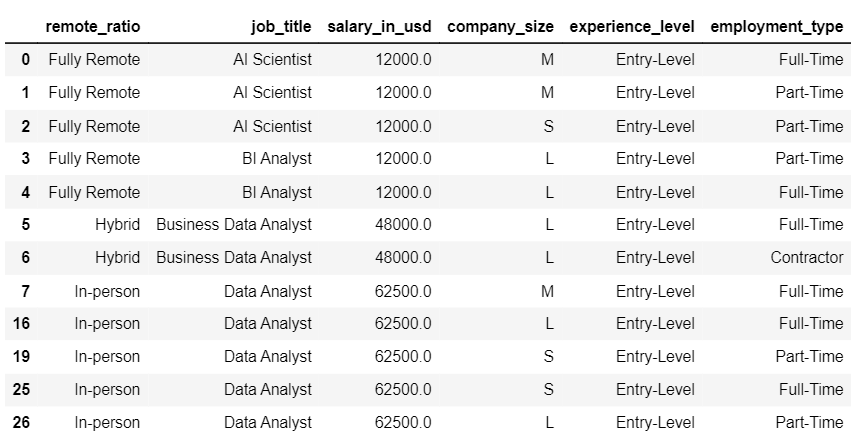 remote_ratio job_title salary_in_usd company_size experience_level employment_type
0 Fully Remote AI Scientist 12000.0 M Entry-Level Full-Time
1 Fully Remote AI Scientist 12000.0 M Entry-Level Part-Time
2 Fully Remote AI Scientist 12000.0 S Entry-Level Part-Time
3 Fully Remote BI Analyst 12000.0 L Entry-Level Part-Time
4 Fully Remote BI Analyst 12000.0 L Entry-Level Full-Time
5 Hybrid Business Data Analyst 48000.0 L Entry-Level Full-Time
6 Hybrid Business Data Analyst 48000.0 L Entry-Level Contractor
7 In-person Data Analyst 62500.0 M Entry-Level Full-Time
16 In-person Data Analyst 62500.0 L Entry-Level Full-Time
19 In-person Data Analyst 62500.0 S Entry-Level Part-Time
25 In-person Data Analyst 62500.0 S Entry-Level Full-Time
26 In-person Data Analyst 62500.0 L Entry-Level Part-Time